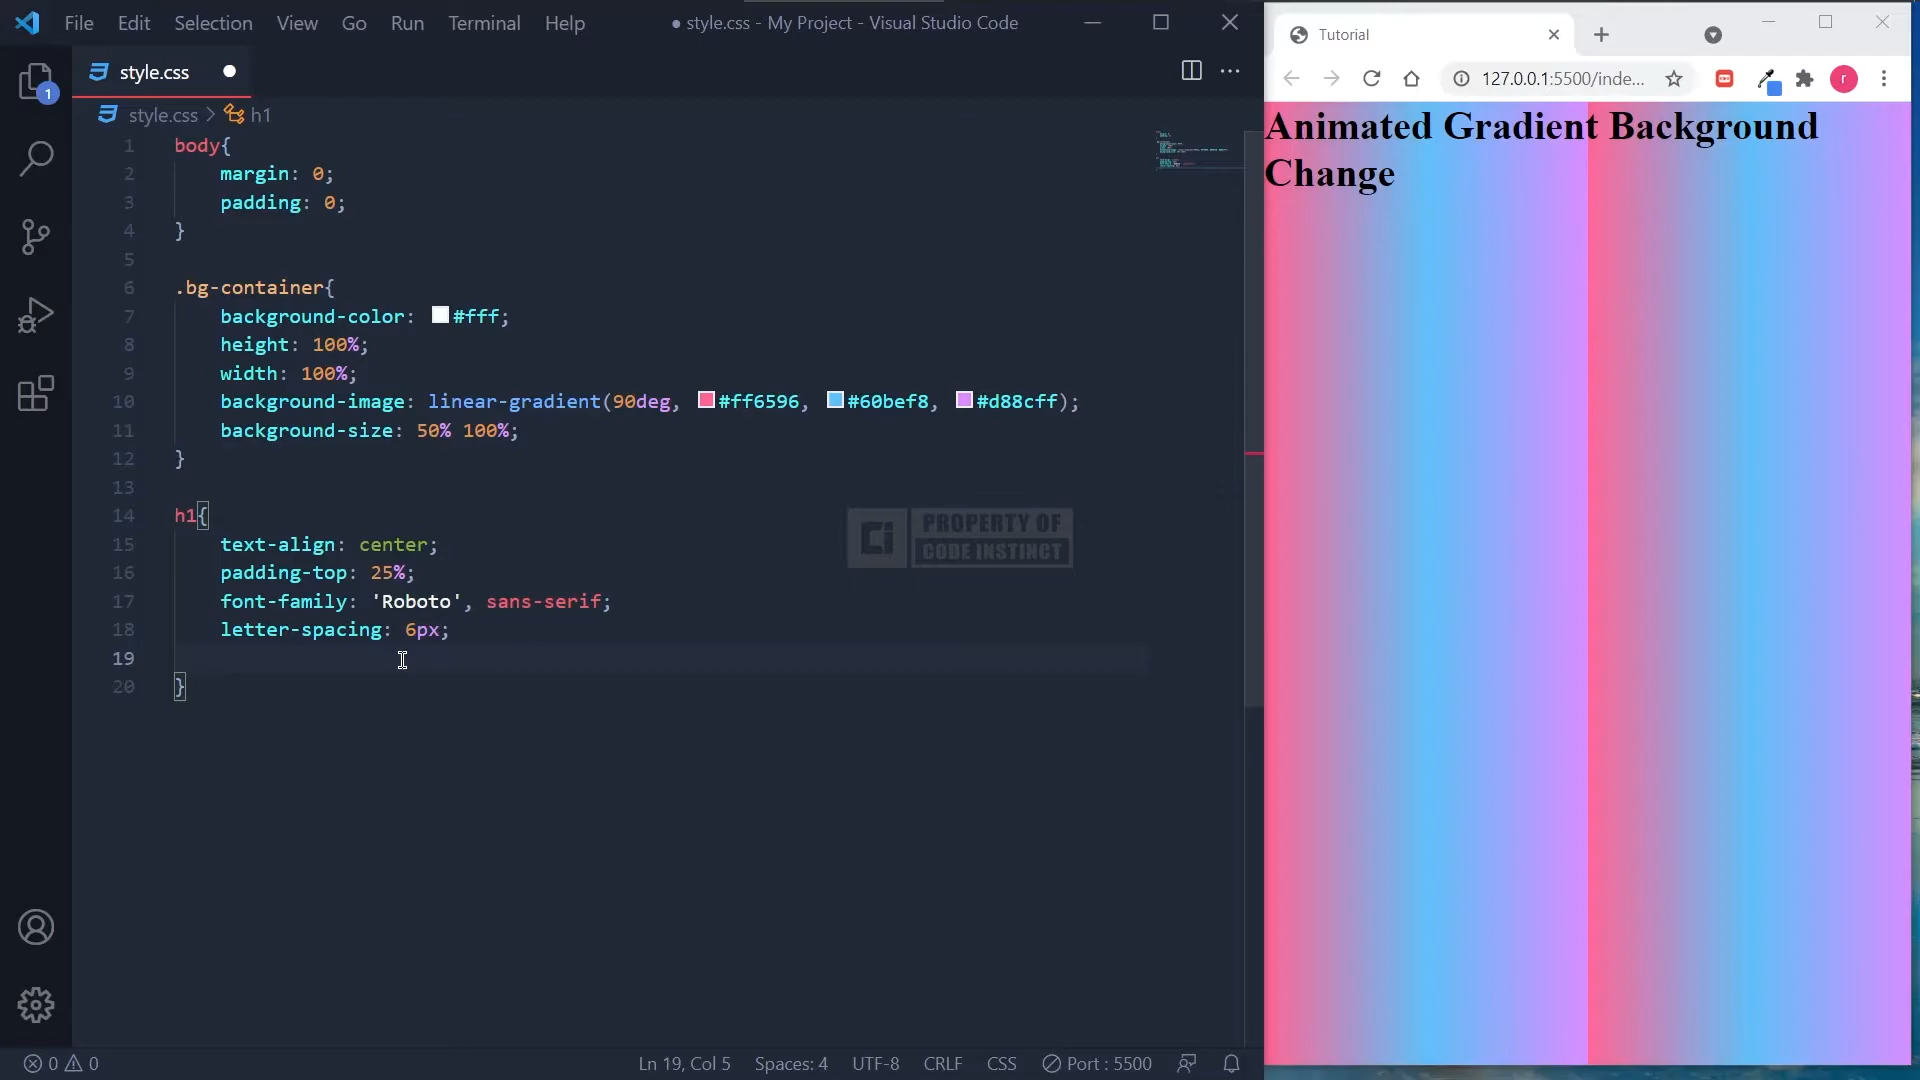 File Edit Selection View Go Run Terminal Help
● style.css - My Project - Visual Studio Code
style.css
style.css > h1
1 body{
2 margin: 0;
3 padding: 0;
4 }
5
6 .bg-container{
7 background-color: #fff;
8 height: 100%;
9 width: 100%;
10 background-image: linear-gradient(90deg, #ff6596, #60bef8, #d88cff);
11 background-size: 50% 100%;
12 }
13
14 h1{
15 text-align: center;
16 padding-top: 25%;
17 font-family: 'Roboto', sans-serif;
18 letter-spacing: 6px;
19
20 }
1
Ci PROPERTY OF
CODE INSTINCT
0 0
Ln 19, Col 5 Spaces: 4 UTF-8 CRLF CSS Port : 5500
Tutorial
127.0.0.1:5500/inde...
r
Animated Gradient Background
Change